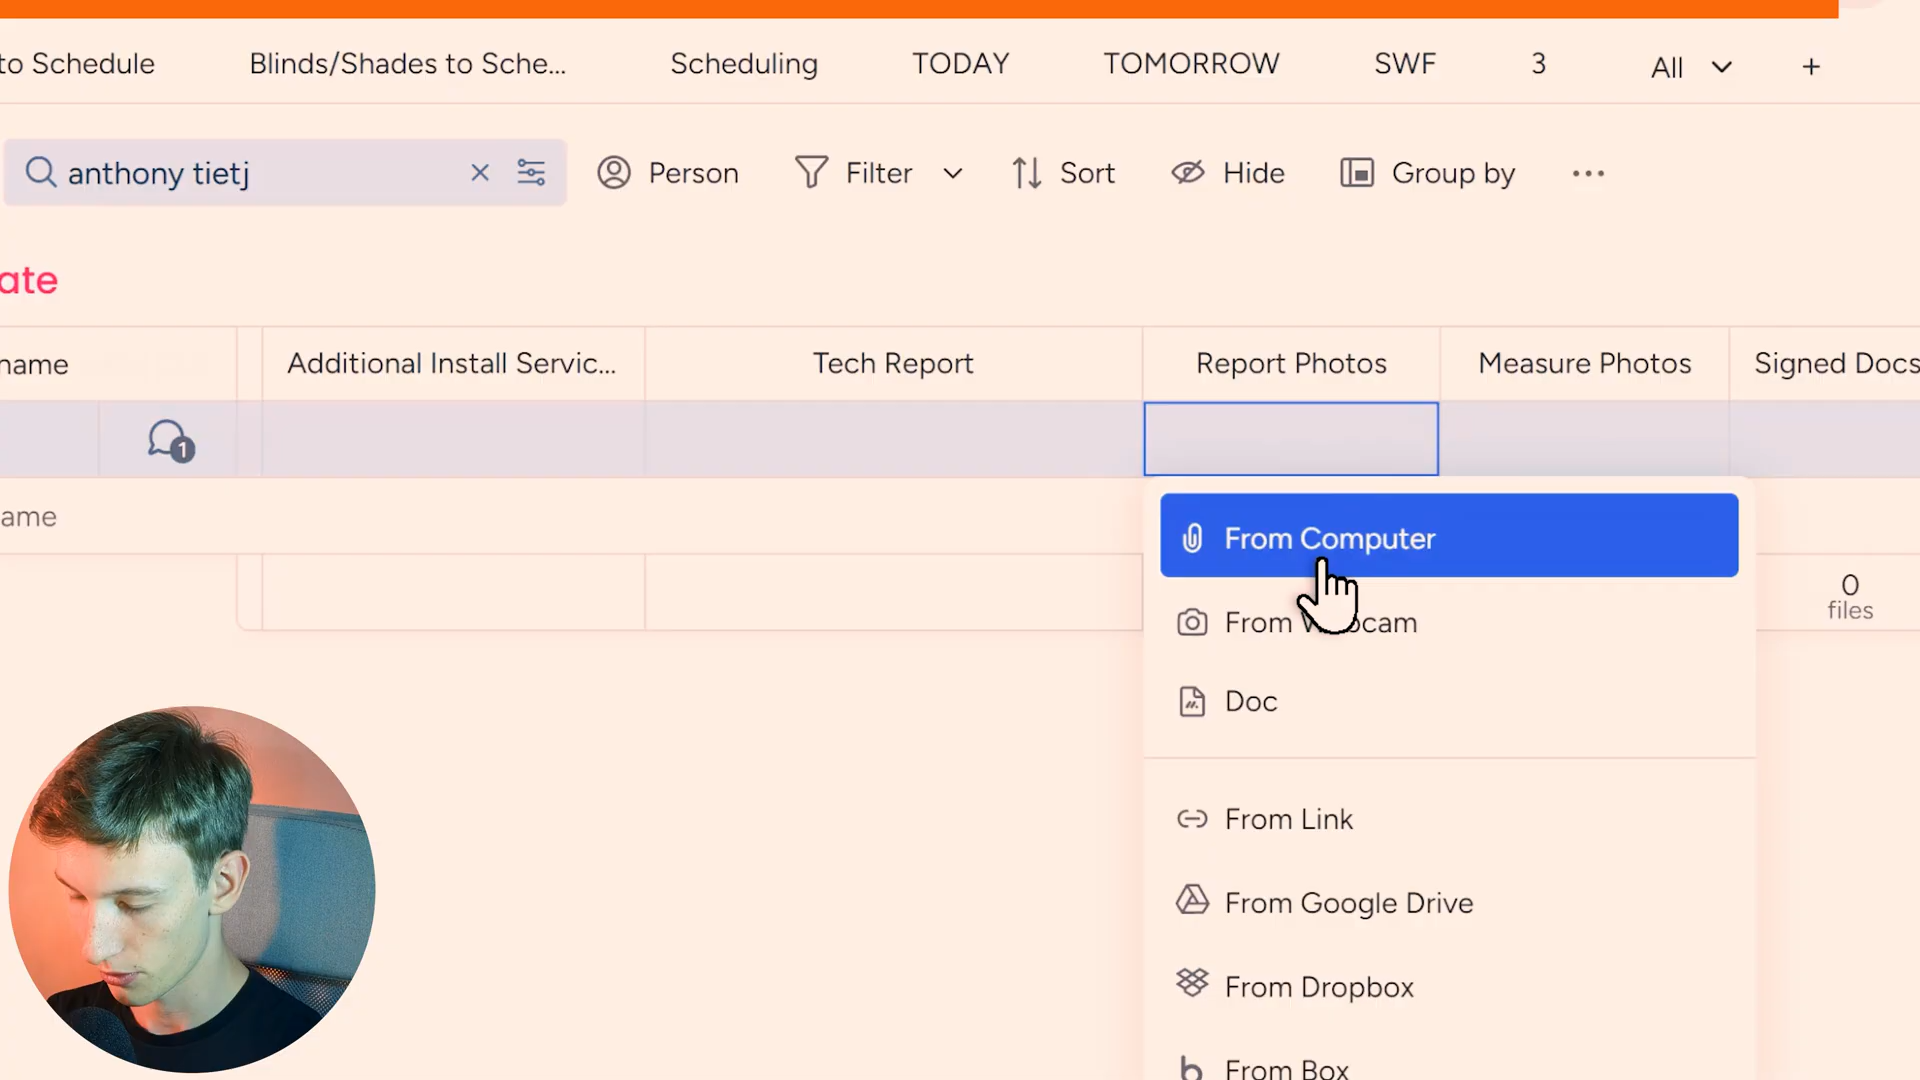 to Schedule
Blinds/Shades to Sche...
Scheduling
TODAY
TOMORROW
SWF
3
All
+
anthony tietj
Person
Filter
Sort
Hide
Group by
ate
name
Additional Install Servic...
Tech Report
Report Photos
Measure Photos
Signed Docs
1
ame
From Computer
From Webcam
Doc
0
files
From Link
From Google Drive
From Dropbox
From Box